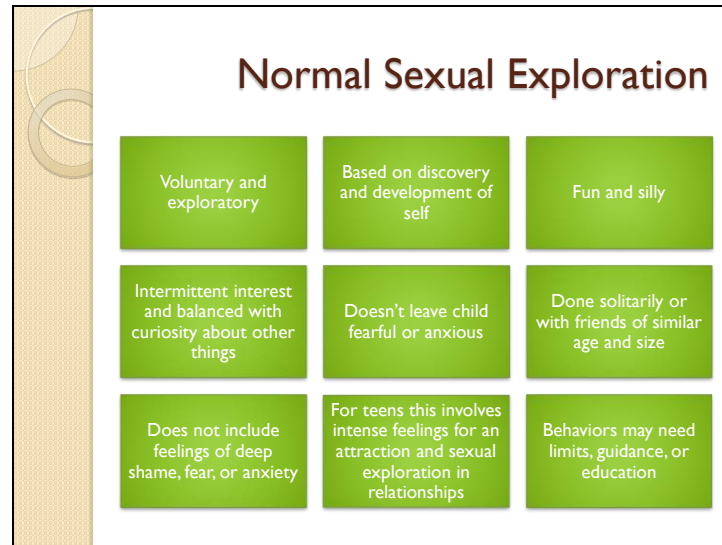 Normal Sexual Exploration
Voluntary and
exploratory
Based on discovery
and development of
self
Fun and silly
Intermittent interest
and balanced with
curiosity about other
things
Doesn't leave child
fearful or anxious
Done solitarily or
with friends of similar
age and size
Does not include
feelings of deep
shame, fear, or anxiety
For teens this involves
intense feelings for an
attraction and sexual
exploration in
relationships
Behaviors may need
limits, guidance, or
education